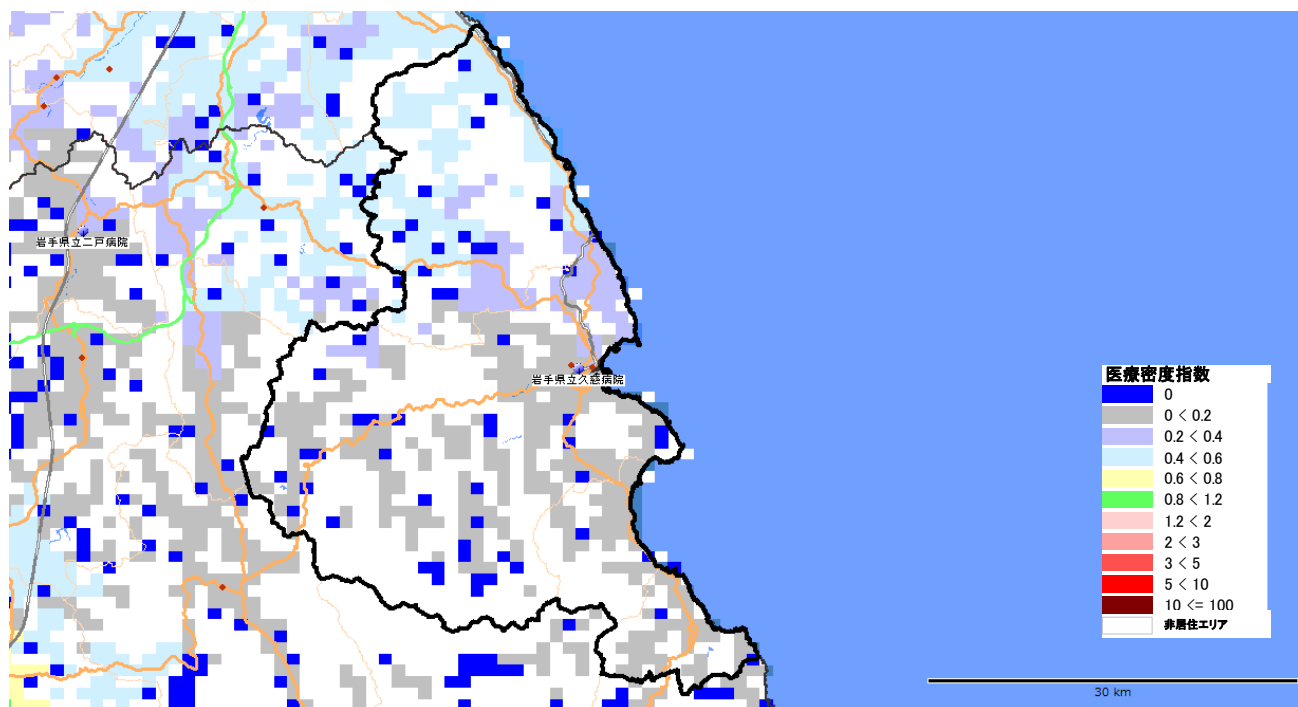 岩手県立二戸病院
岩手県立久慈病院
医療密度指数
0
0 < 0.2
0.2 < 0.4
0.4 < 0.6
0.6 < 0.8
0.8 < 1.2
1.2 < 2
2 < 3
3 < 5
5 < 10
10 <= 100
非居住エリア
30 km